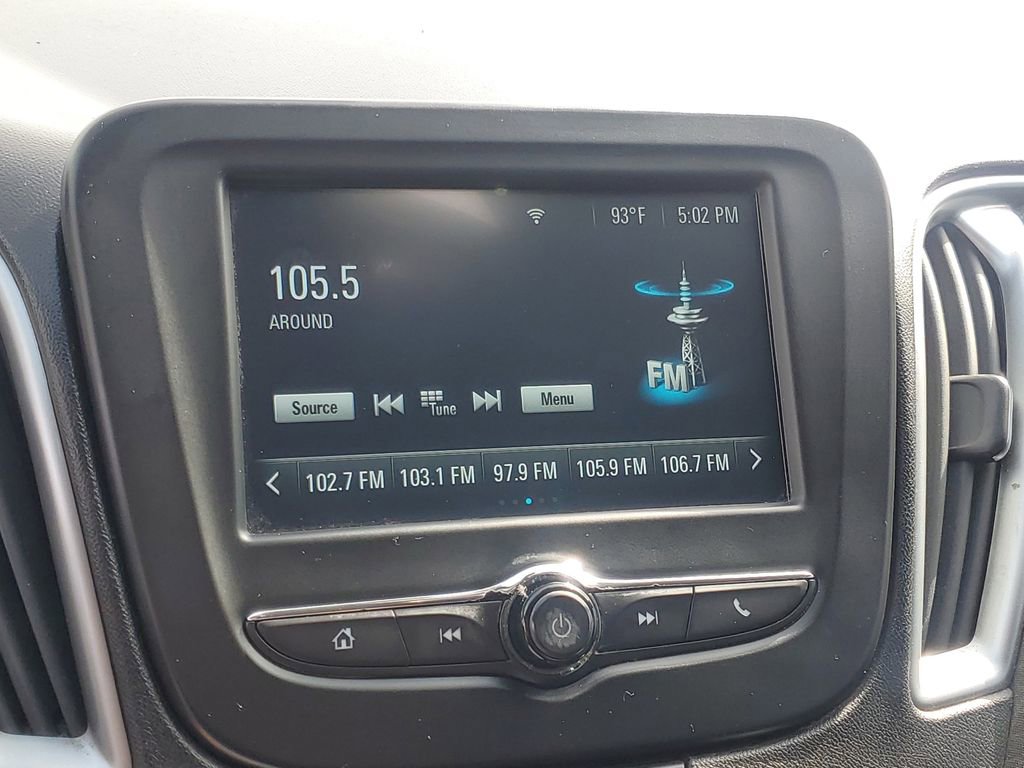 93°F 5:02 PM
105.5
AROUND
FM
Source Tune Menu
102.7 FM 103.1 FM 97.9 FM 105.9 FM 106.7 FM